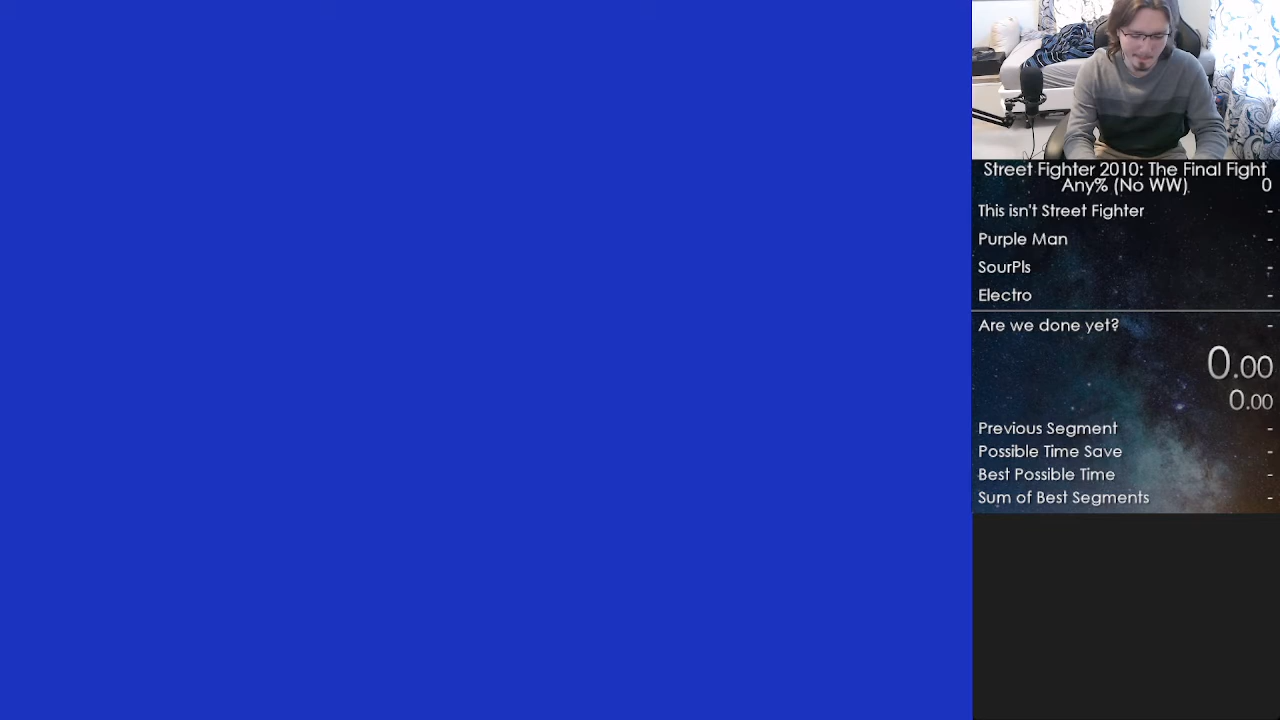 Street Fighter 2010: The Final Fight
Any% (No WW) 0
This isn't Street Fighter -
Purple Man -
SourPls -
Electro -
Are we done yet? -
0.00
0.00
Previous Segment -
Possible Time Save -
Best Possible Time -
Sum of Best Segments -